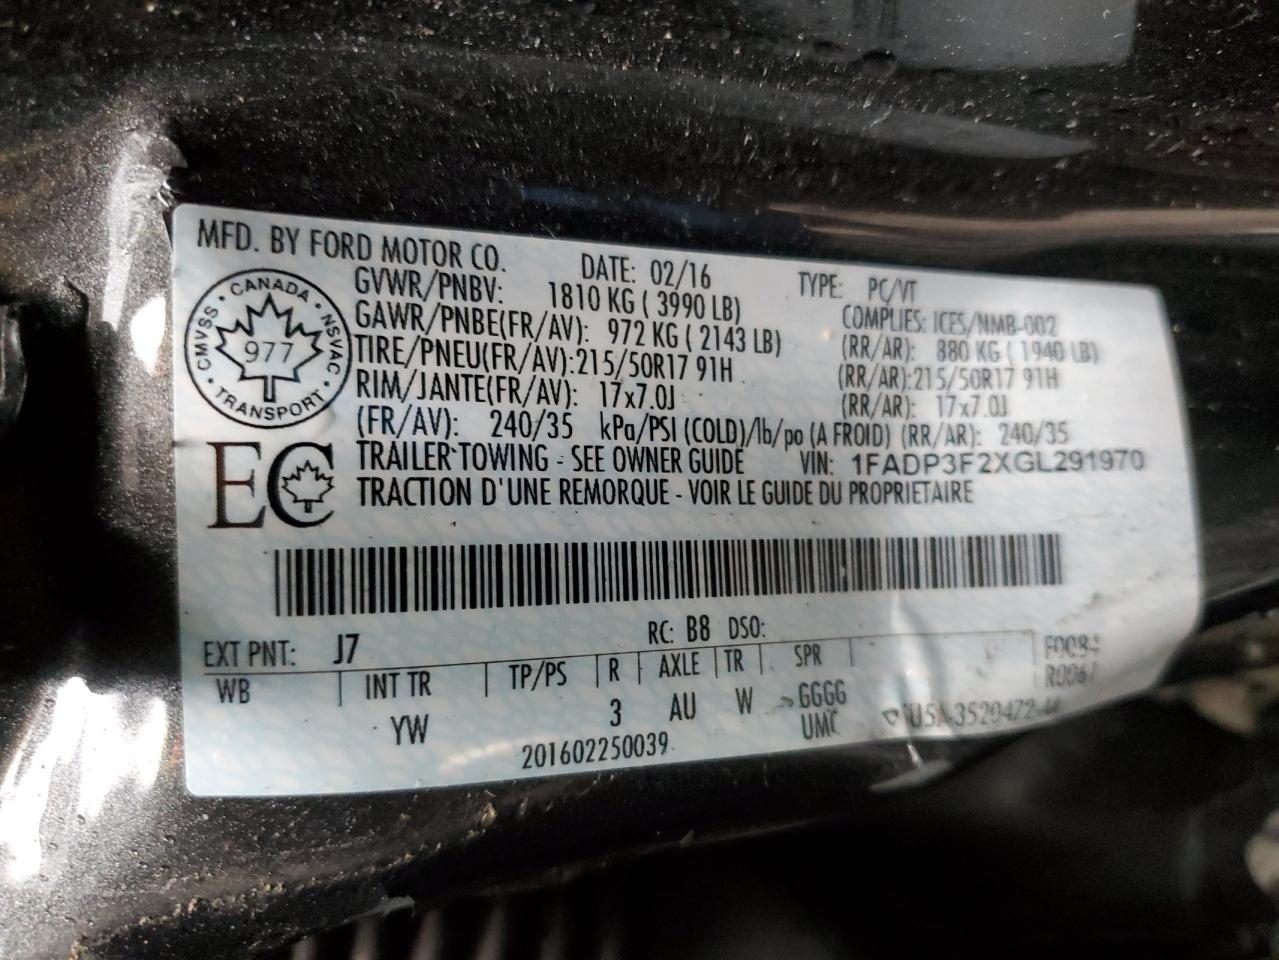 MFD. BY FORD MOTOR CO. DATE: 02/16 TYPE: PC/VT
GVWR/PNBV: 1810 KG ( 3990 LB) COMPLIES: ICES/NMB-002
GAWR/PNBE(FR/AV): 972 KG ( 2143 LB) (RR/AR): 880 KG ( 1940 LB)
TIRE/PNEU(FR/AV):215/50R17 91H (RR/AR):215/50R17 91H
RIM/JANTE(FR/AV): 17x7.0J (RR/AR): 17x7.0J
(FR/AV): 240/35 kPa/PSI (COLD)/lb/po (A FROID) (RR/AR): 240/35
TRAILER TOWING - SEE OWNER GUIDE VIN: 1FADP3F2XGL291970
TRACTION D'UNE REMORQUE - VOIR LE GUIDE DU PROPRIETAIRE
CANADA
CMVSS 977 NSVAC
TRANSPORT
EC
EXT PNT: J7 RC: B8 DSO:
WB INT TR TP/PS R AXLE TR SPR
YW 3 AU W GGGG
201602250039 UMC